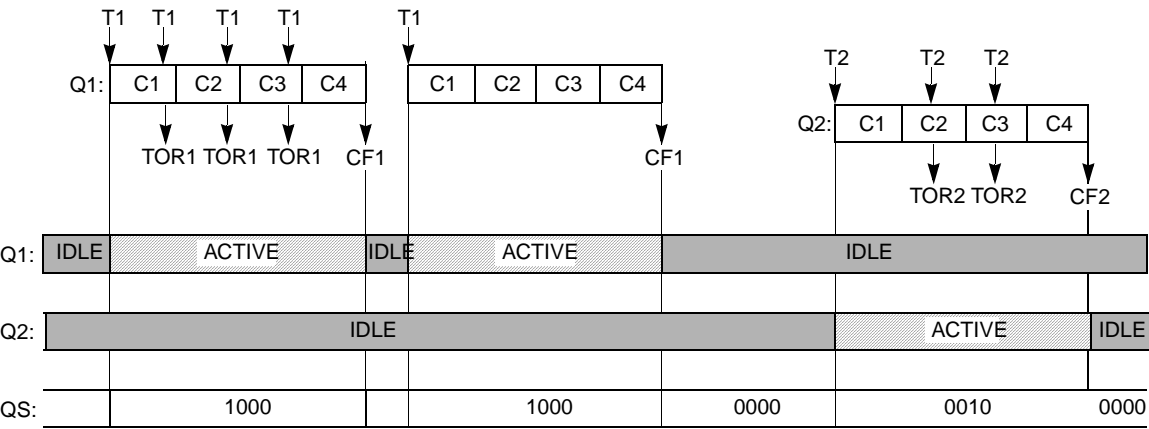 T1 T1 T1 T1 T1
T2 T2 T2
Q1: C1 C2 C3 C4 C1 C2 C3 C4
Q2: C1 C2 C3 C4
TOR1 TOR1 TOR1 CF1 CF1
TOR2 TOR2 CF2
Q1: IDLE ACTIVE IDLE ACTIVE IDLE
Q2: IDLE ACTIVE IDLE
QS: 1000 1000 0000 0010 0000